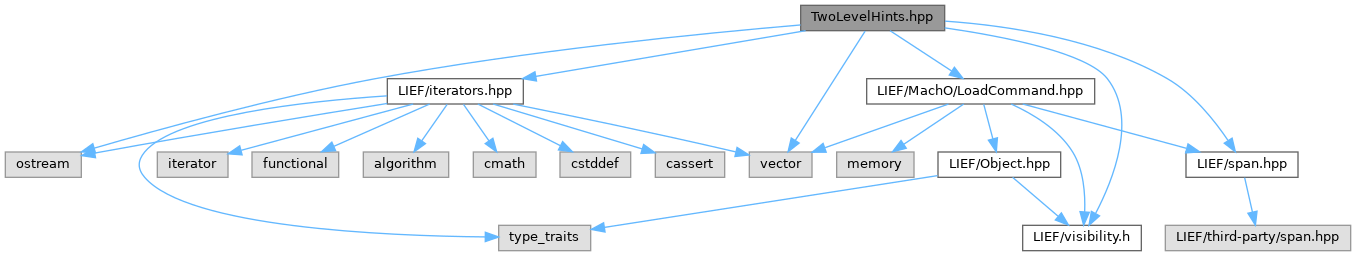 TwoLevelHints.hpp
LIEF/iterators.hpp
LIEF/MachO/LoadCommand.hpp
ostream
iterator
functional
algorithm
cmath
cstddef
cassert
vector
memory
LIEF/Object.hpp
LIEF/span.hpp
type_traits
LIEF/visibility.h
LIEF/third-party/span.hpp